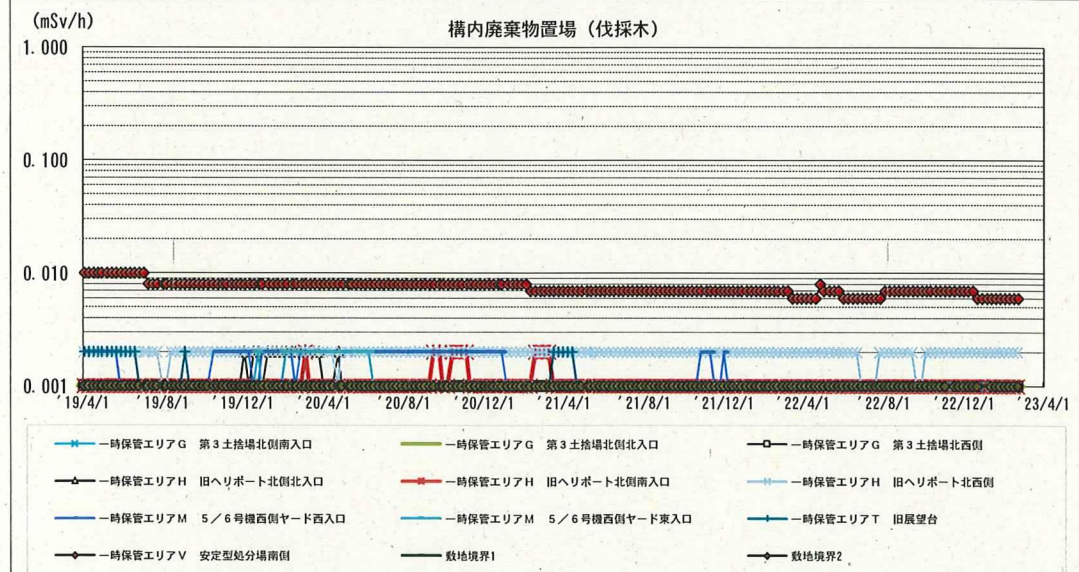 (mSv/h)
構内廃棄物置場（伐採木）
1.000
0.100
0.010
0.001
'19/4/1 '19/8/1 '19/12/1 '20/4/1 '20/8/1 '20/12/1 '21/4/1 '21/8/1 '21/12/1 '22/4/1 '22/8/1 '22/12/1 '23/4/1
一時保管エリアG 第3土捨場北側南入口 一時保管エリアG 第3土捨場北側北入口 一時保管エリアG 第3土捨場北西側
一時保管エリアH 旧ヘリポート北側北入口 一時保管エリアH 旧ヘリポート北側南入口 一時保管エリアH 旧ヘリポート北西側
一時保管エリアM 5／6号機西側ヤード西入口 一時保管エリアM 5／6号機西側ヤード東入口 一時保管エリアT 旧展望台
一時保管エリアV 安定型処分場南側 敷地境界1 敷地境界2